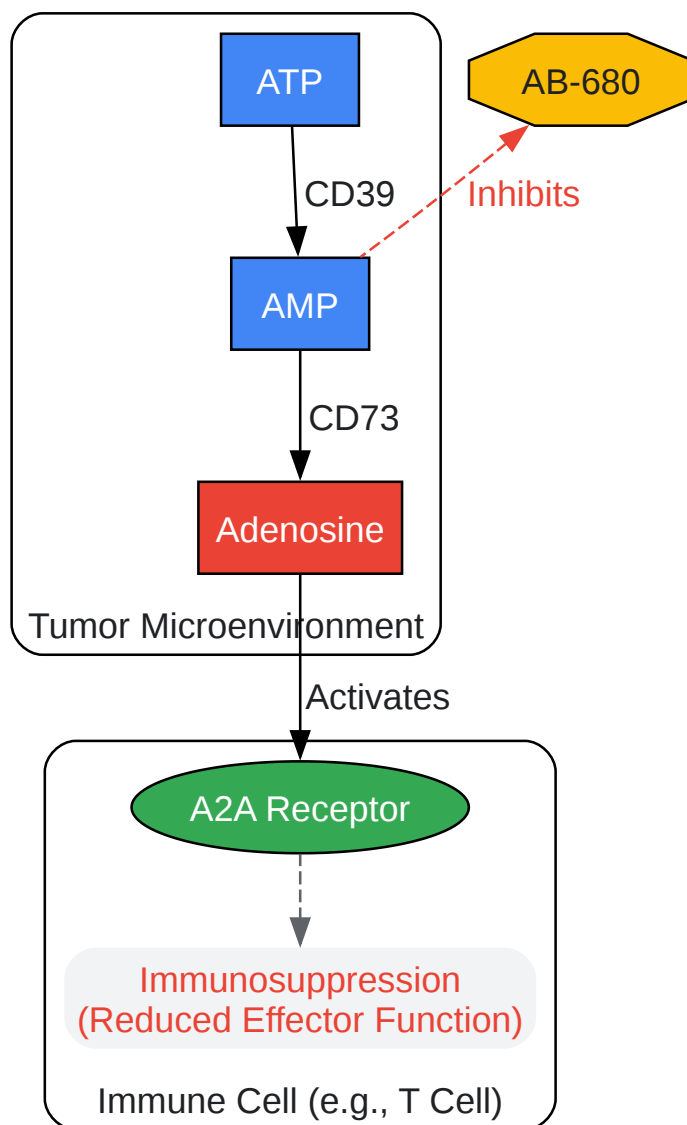 ATP
AB-680
CD39
Inhibits
AMP
CD73
Adenosine
Tumor Microenvironment
Activates
A2A Receptor
Immunosuppression
(Reduced Effector Function)
Immune Cell (e.g., T Cell)